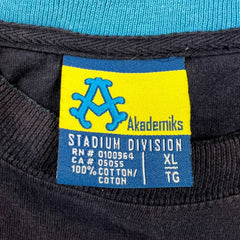 A
Akademiks
STADIUM DIVISION
RN # 0100964
CA # 05055
100% COTTON/
COTON
XL
TG